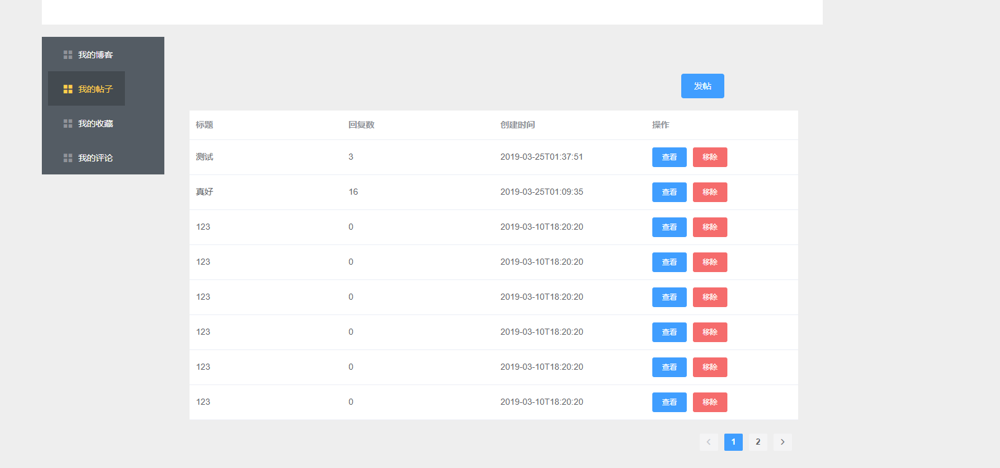 我的博客
我的帖子
我的收藏
我的评论
发帖
标题 回复数 创建时间 操作
测试 3 2019-03-25T01:37:51 查看 移除
真好 16 2019-03-25T01:09:35 查看 移除
123 0 2019-03-10T18:20:20 查看 移除
123 0 2019-03-10T18:20:20 查看 移除
123 0 2019-03-10T18:20:20 查看 移除
123 0 2019-03-10T18:20:20 查看 移除
123 0 2019-03-10T18:20:20 查看 移除
123 0 2019-03-10T18:20:20 查看 移除
1 2